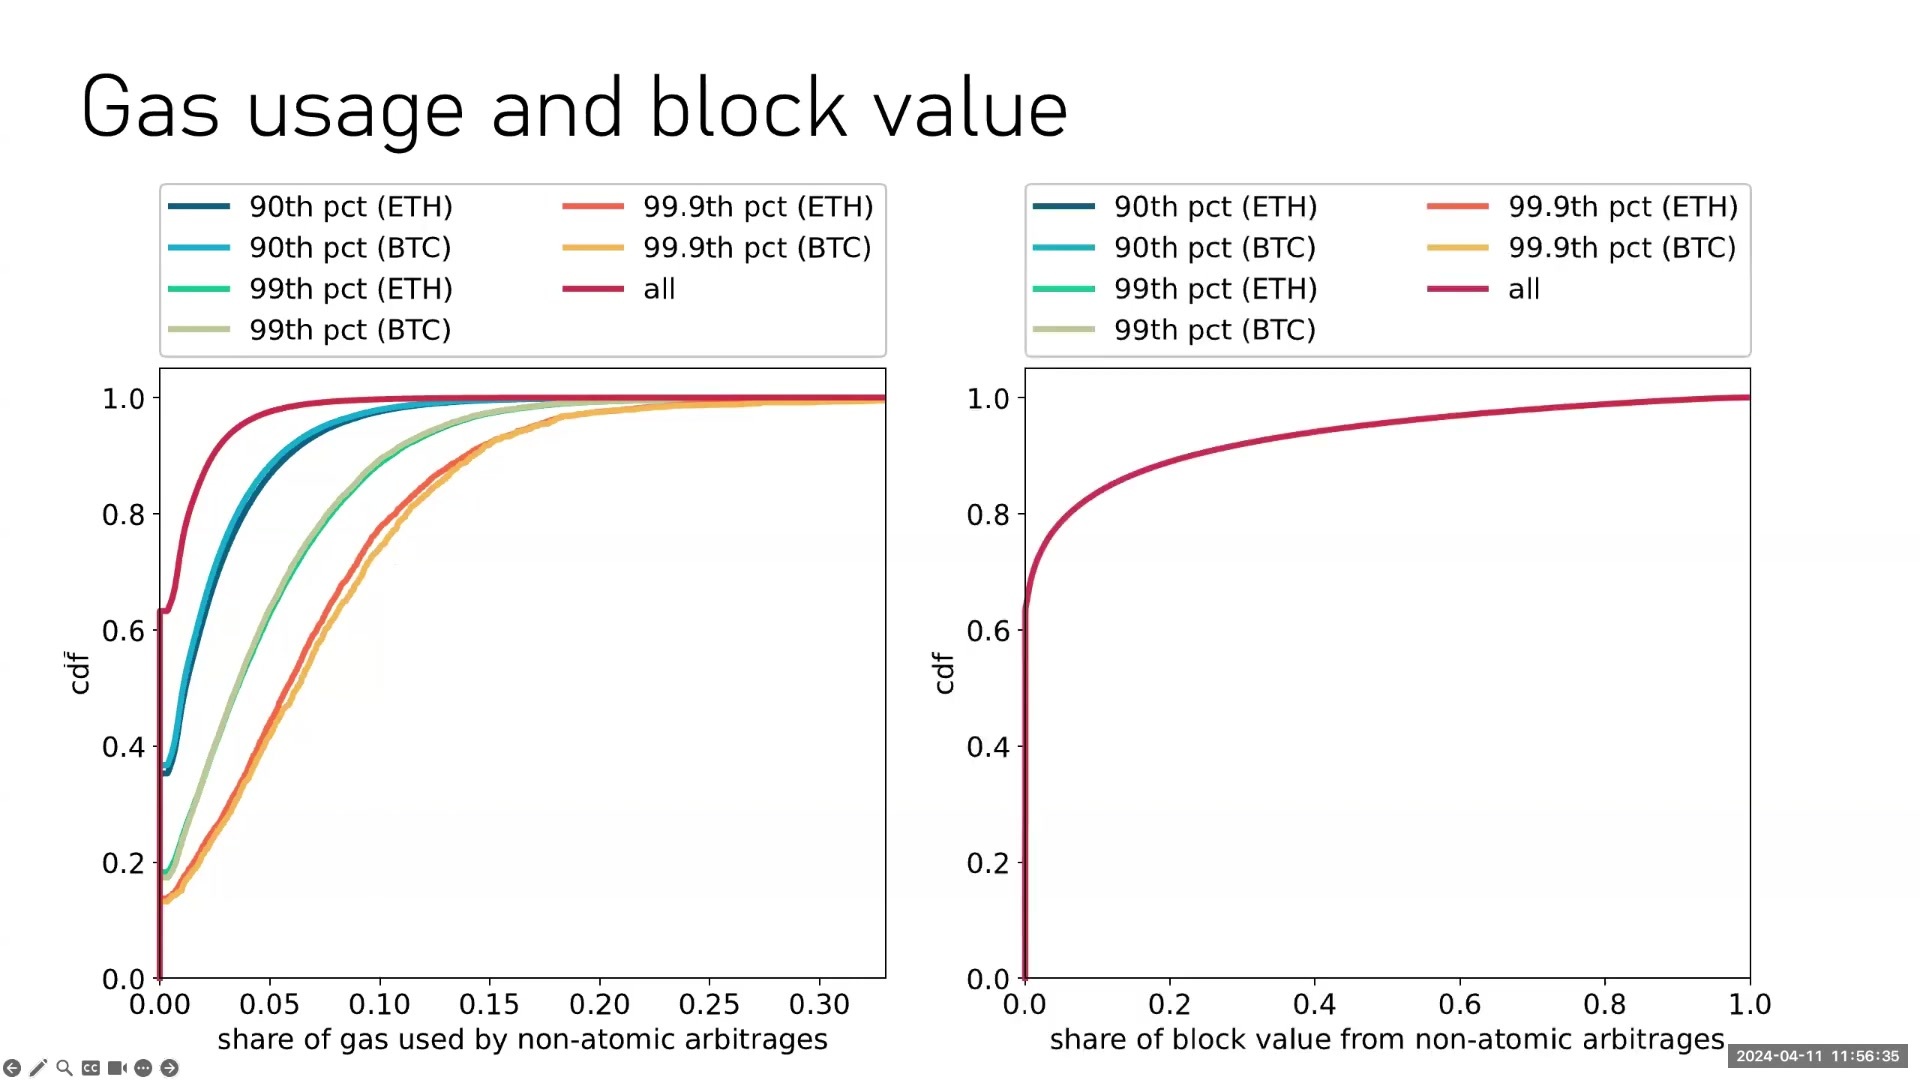 Gas usage and block value
90th pct (ETH)
90th pct (BTC)
99th pct (ETH)
99th pct (BTC)
99.9th pct (ETH)
99.9th pct (BTC)
all
1.0
0.8
0.6
0.4
0.2
0.0
cdf
0.00 0.05 0.10 0.15 0.20 0.25 0.30
share of gas used by non-atomic arbitrages
90th pct (ETH)
90th pct (BTC)
99th pct (ETH)
99th pct (BTC)
99.9th pct (ETH)
99.9th pct (BTC)
all
1.0
0.8
0.6
0.4
0.2
0.0
cdf
0.0 0.2 0.4 0.6 0.8 1.0
share of block value from non-atomic arbitrages
CC
2024-04-11 11:56:35